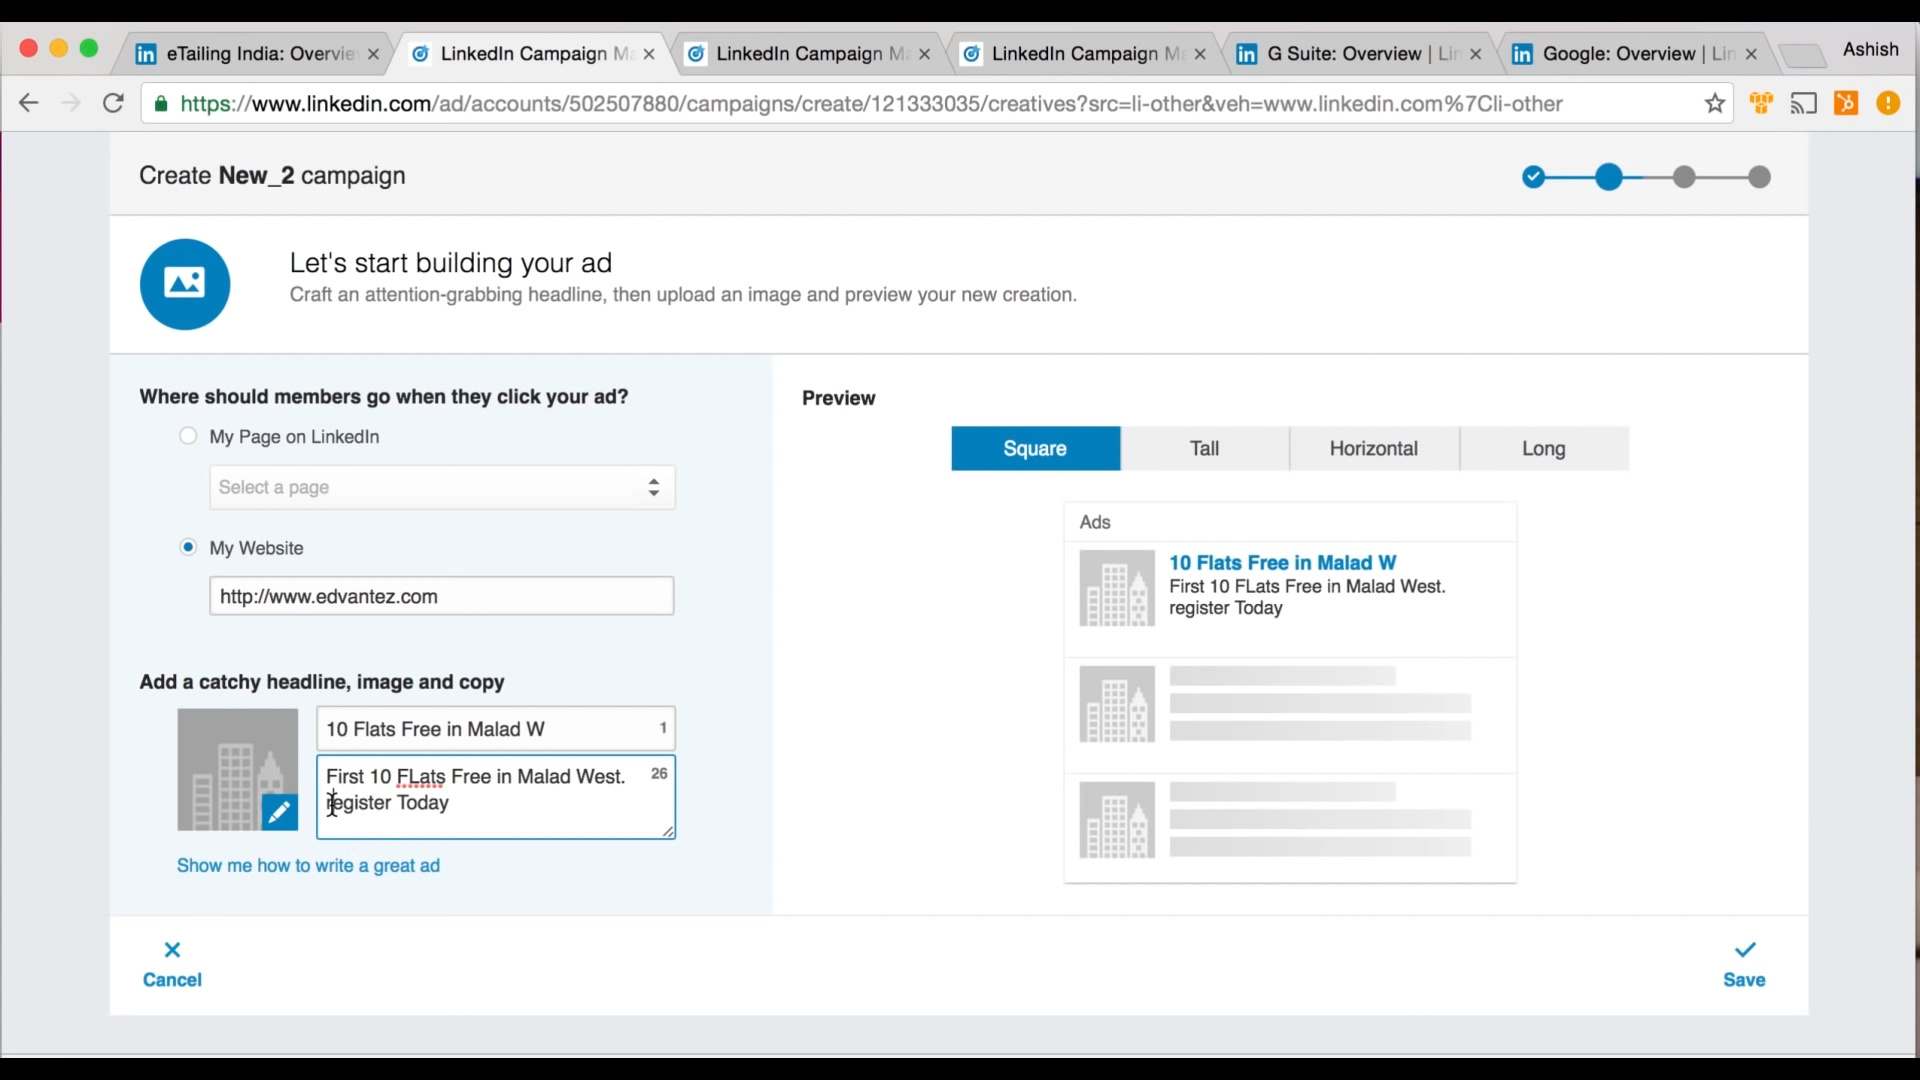 eTailing India: Overvie
LinkedIn Campaign Ma
LinkedIn Campaign Ma
LinkedIn Campaign Ma
G Suite: Overview | Lin
Google: Overview | Lin
Ashish
https://www.linkedin.com/ad/accounts/502507880/campaigns/create/121333035/creatives?src=li-other&veh=www.linkedin.com%7Cli-other
Create New_2 campaign
Let's start building your ad
Craft an attention-grabbing headline, then upload an image and preview your new creation.
Where should members go when they click your ad?
My Page on LinkedIn
Select a page
My Website
http://www.edvantez.com
Add a catchy headline, image and copy
10 Flats Free in Malad W 1
First 10 FLats Free in Malad West. 26
register Today
Show me how to write a great ad
Preview
Square Tall Horizontal Long
Ads
10 Flats Free in Malad W
First 10 FLats Free in Malad West.
register Today
Cancel
Save